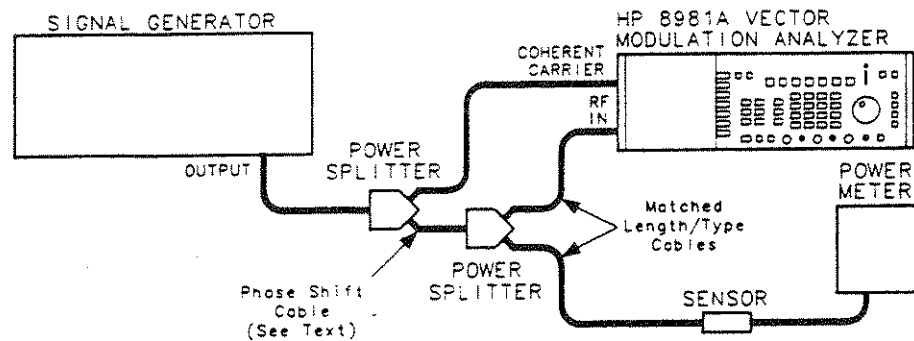 SIGNAL GENERATOR
HP 8981A VECTOR
MODULATION ANALYZER
COHERENT
CARRIER
RF
IN
OUTPUT
POWER
SPLITTER
POWER
METER
Matched
Length/Type
Cables
POWER
SPLITTER
Phase Shift
Cable
(See Text)
SENSOR